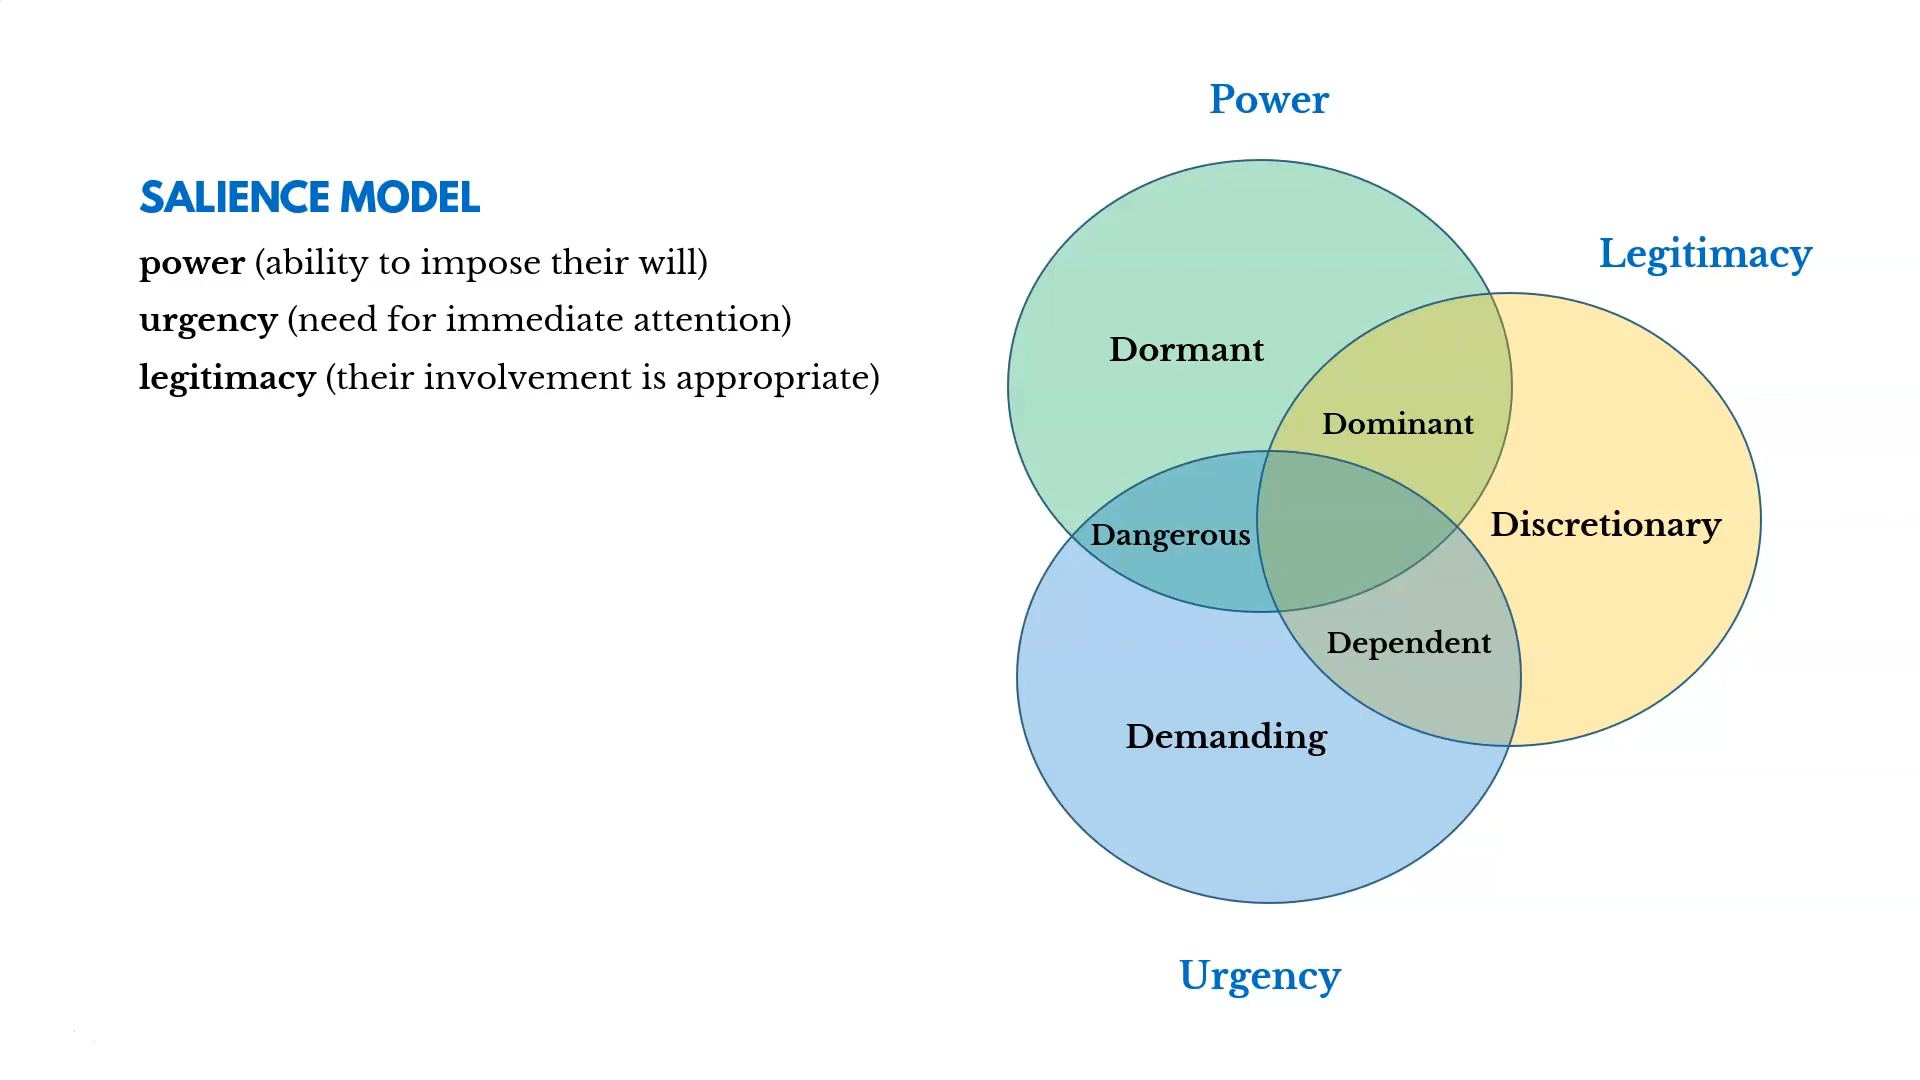 SALIENCE MODEL
power (ability to impose their will)
urgency (need for immediate attention)
legitimacy (their involvement is appropriate)
Power
Legitimacy
Dormant
Dominant
Discretionary
Dangerous
Dependent
Demanding
Urgency